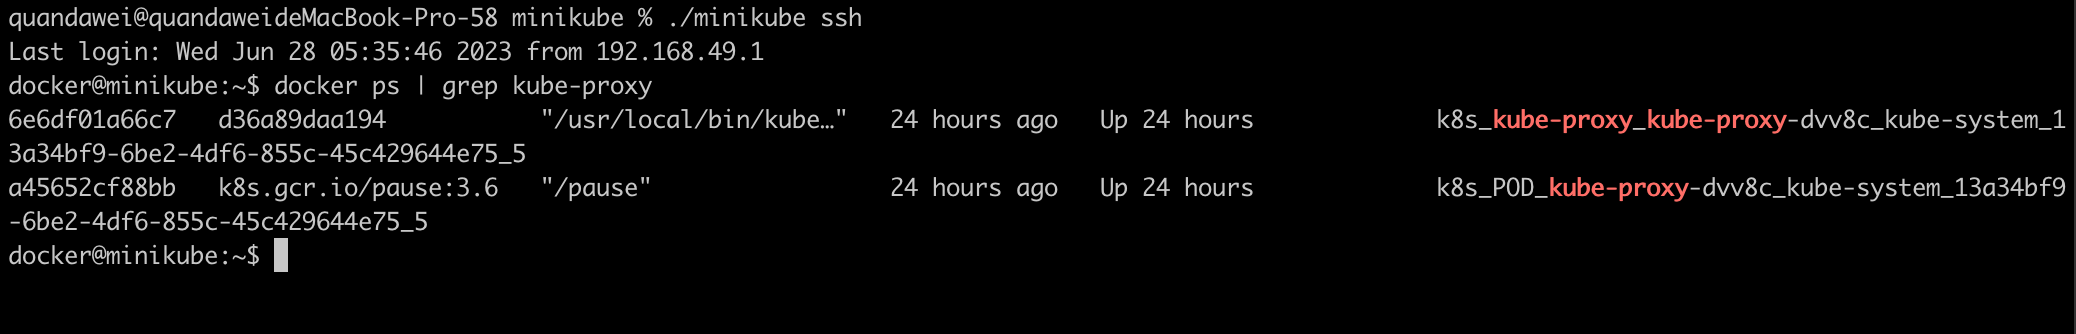 quandawei@quandaweideMacBook-Pro-58 minikube % ./minikube ssh
Last login: Wed Jun 28 05:35:46 2023 from 192.168.49.1
docker@minikube:~$ docker ps | grep kube-proxy
6e6df01a66c7   d36a89daa194           "/usr/local/bin/kube…"   24 hours ago   Up 24 hours             k8s_kube-proxy_kube-proxy-dvv8c_kube-system_1
3a34bf9-6be2-4df6-855c-45c429644e75_5
a45652cf88bb   k8s.gcr.io/pause:3.6   "/pause"                 24 hours ago   Up 24 hours             k8s_POD_kube-proxy-dvv8c_kube-system_13a34bf9
-6be2-4df6-855c-45c429644e75_5
docker@minikube:~$